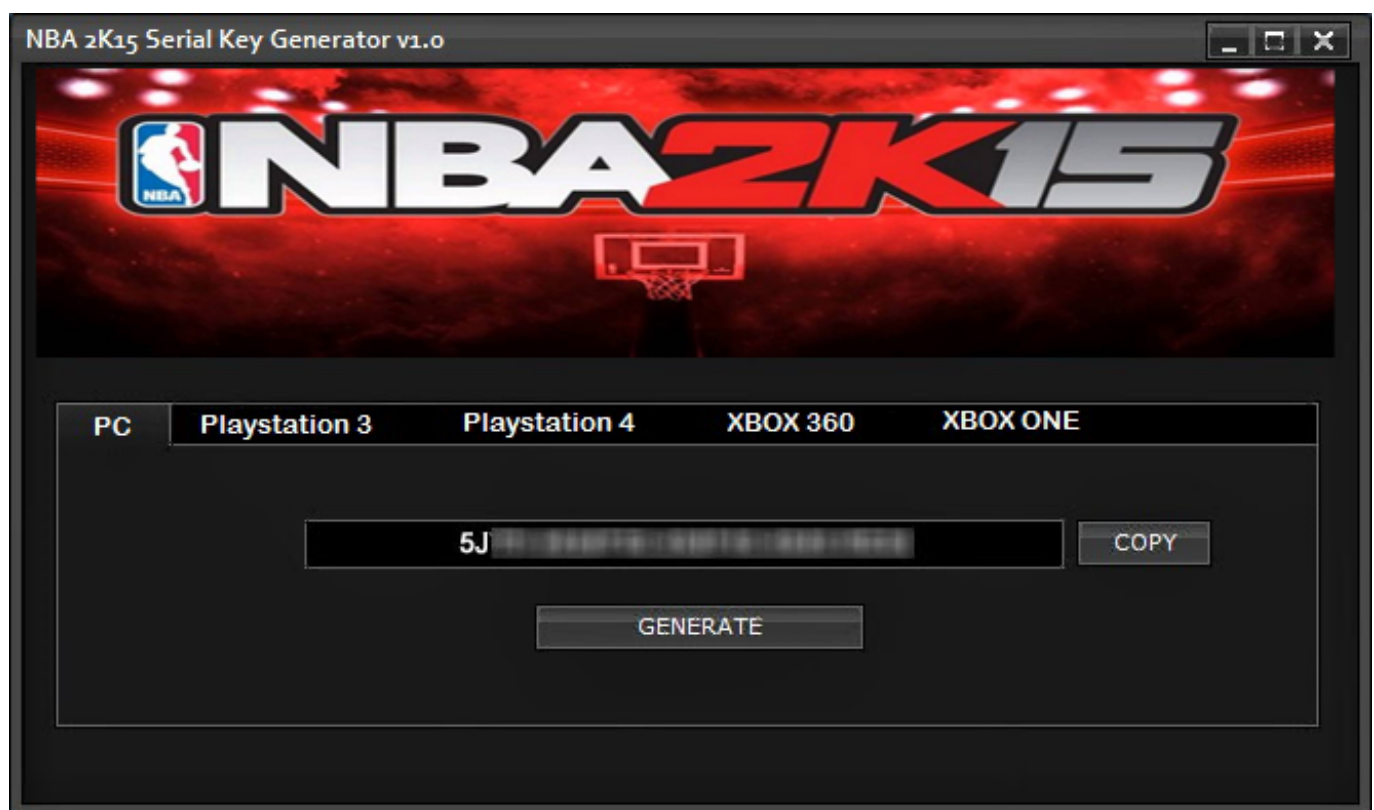 NBA 2K15 Serial Key Generator v1.0
NBA NBA2K15
PC Playstation 3 Playstation 4 XBOX 360 XBOX ONE
5J COPY
GENERATE